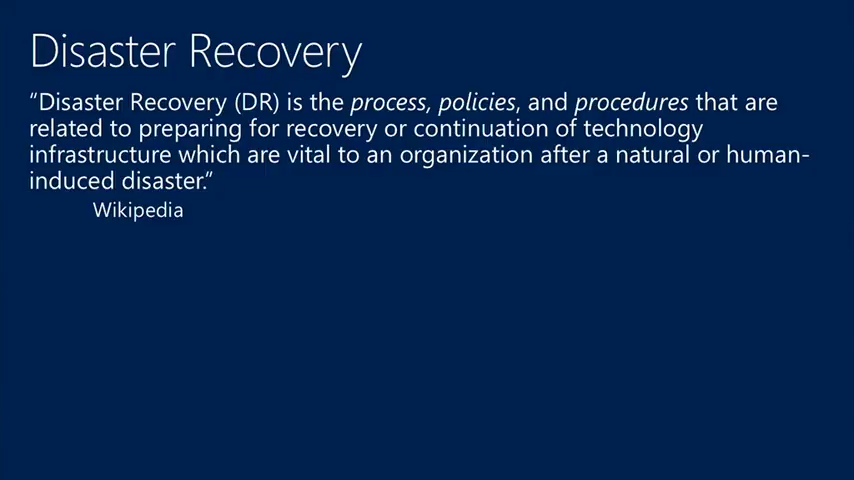 Disaster Recovery
“Disaster Recovery (DR) is the process, policies, and procedures that are
related to preparing for recovery or continuation of technology
infrastructure which are vital to an organization after a natural or human-
induced disaster.”
Wikipedia